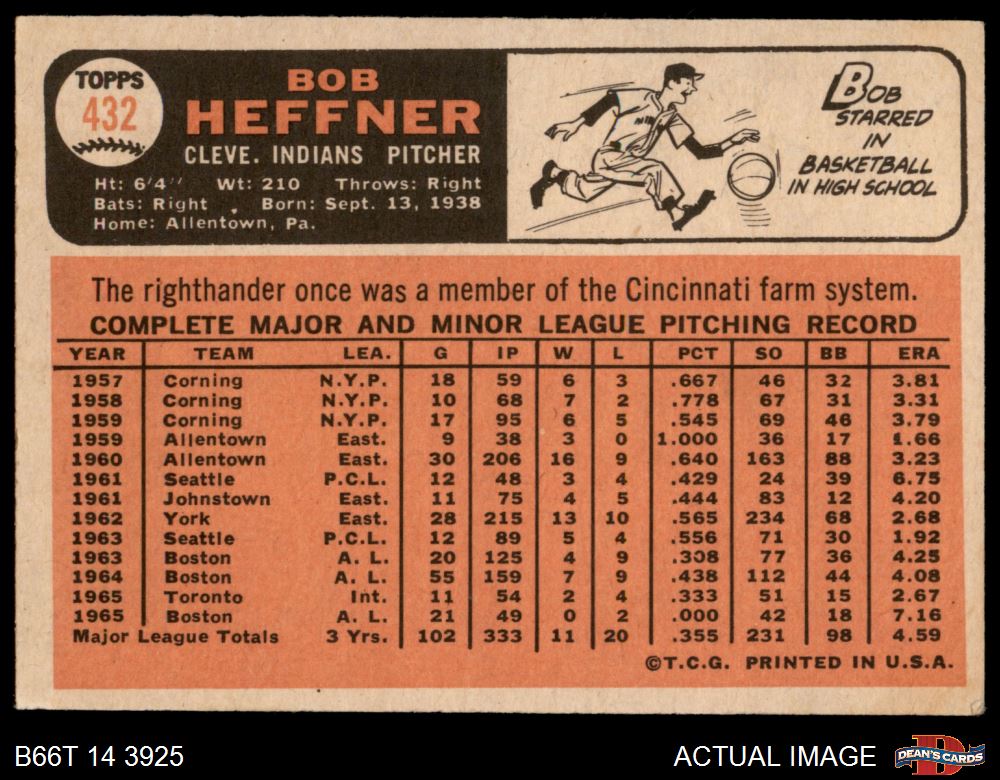 TOPPS
432
BOB
HEFFNER
CLEVE. INDIANS PITCHER
Ht: 6'4" Wt: 210 Throws: Right
Bats: Right Born: Sept. 13, 1938
Home: Allentown, Pa.
BOB
STARRED
IN
BASKETBALL
IN HIGH SCHOOL
The righthander once was a member of the Cincinnati farm system.
COMPLETE MAJOR AND MINOR LEAGUE PITCHING RECORD
YEAR TEAM LEA. G IP W L PCT SO BB ERA
1957 Corning N.Y.P. 18 59 6 3 .667 46 32 3.81
1958 Corning N.Y.P. 10 68 7 2 .778 67 31 3.31
1959 Corning N.Y.P. 17 95 6 5 .545 69 46 3.79
1959 Allentown East. 9 38 3 0 1.000 36 17 1.66
1960 Allentown East. 30 206 16 9 .640 163 88 3.23
1961 Seattle P.C.L. 12 48 3 4 .429 24 39 6.75
1961 Johnstown East. 11 75 4 5 .444 83 12 4.20
1962 York East. 28 215 13 10 .565 234 68 2.68
1963 Seattle P.C.L. 12 89 5 4 .556 71 30 1.92
1963 Boston A. L. 20 125 4 9 .308 77 36 4.25
1964 Boston A. L. 55 159 7 9 .438 112 44 4.08
1965 Toronto Int. 11 54 2 4 .333 51 15 2.67
1965 Boston A. L. 21 49 0 2 .000 42 18 7.16
Major League Totals 3 Yrs. 102 333 11 20 .355 231 98 4.59
©T.C.G. PRINTED IN U.S.A.
B66T 14 3925
ACTUAL IMAGE
DEAN'S CARDS